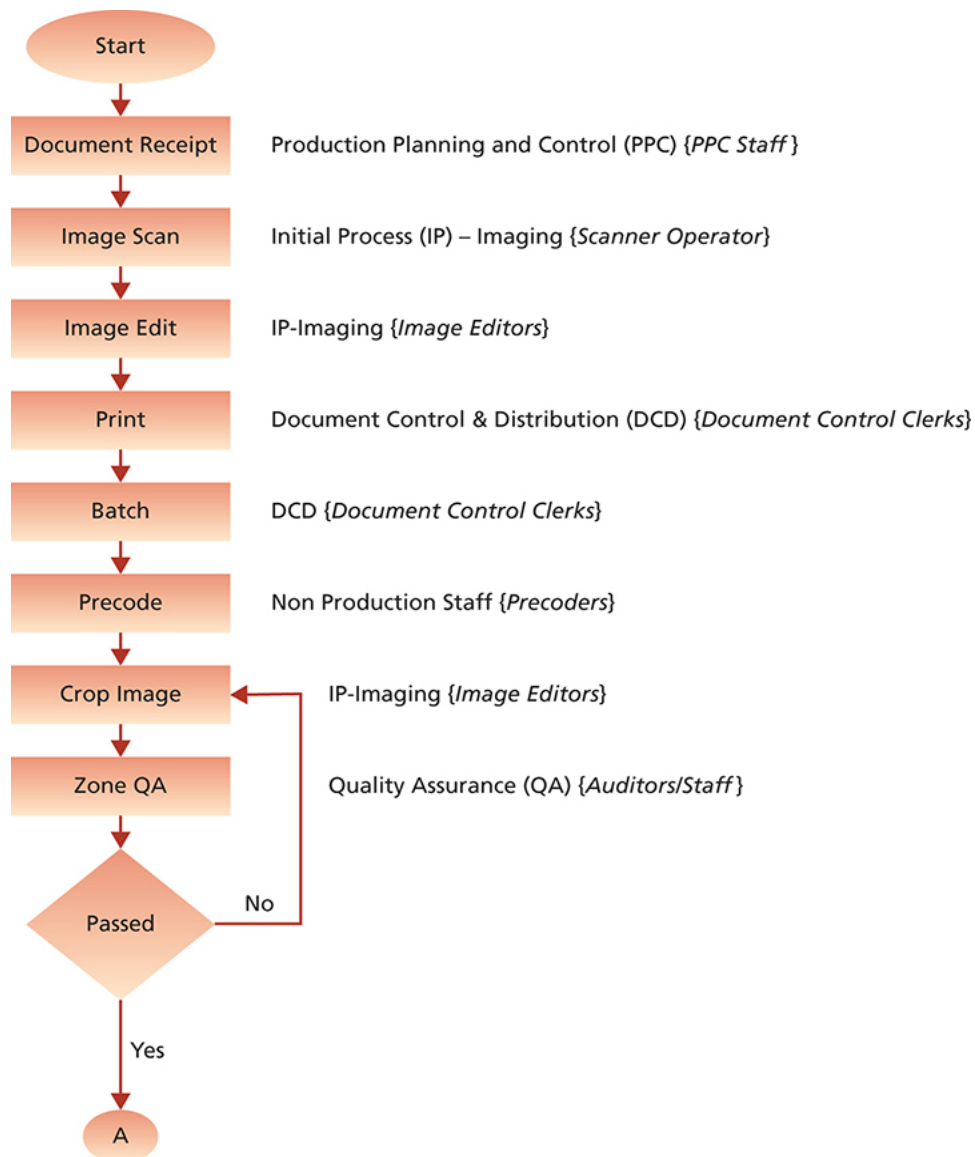 Start
Document Receipt
Production Planning and Control (PPC) {PPC Staff}
Image Scan
Initial Process (IP) – Imaging {Scanner Operator}
Image Edit
IP-Imaging {Image Editors}
Print
Document Control & Distribution (DCD) {Document Control Clerks}
Batch
DCD {Document Control Clerks}
Precode
Non Production Staff {Precoders}
Crop Image
IP-Imaging {Image Editors}
Zone QA
Quality Assurance (QA) {Auditors/Staff}
Passed
No
Yes
A